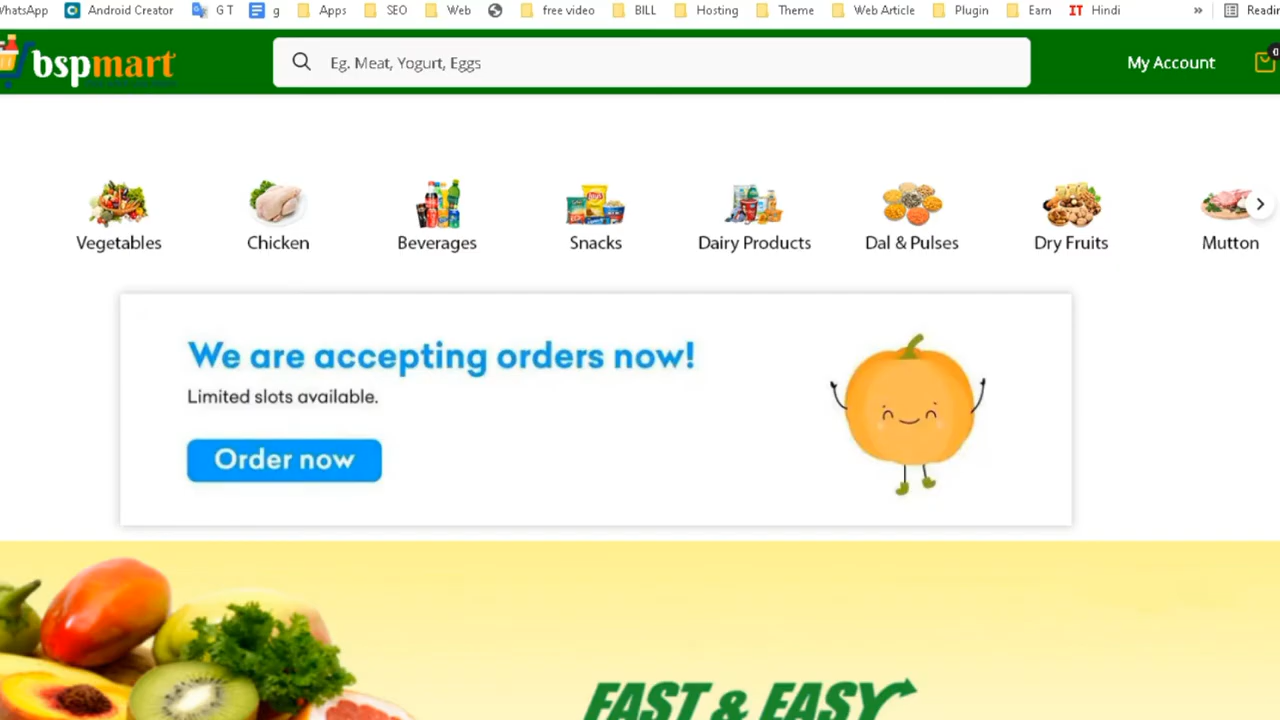 WhatsApp Android Creator G T g Apps SEO Web free video BILL Hosting Theme Web Article Plugin Earn IT Hindi » Readin
bspmart Eg. Meat, Yogurt, Eggs My Account 0
Vegetables Chicken Beverages Snacks Dairy Products Dal & Pulses Dry Fruits Mutton
We are accepting orders now!
Limited slots available.
Order now
FAST & EASY